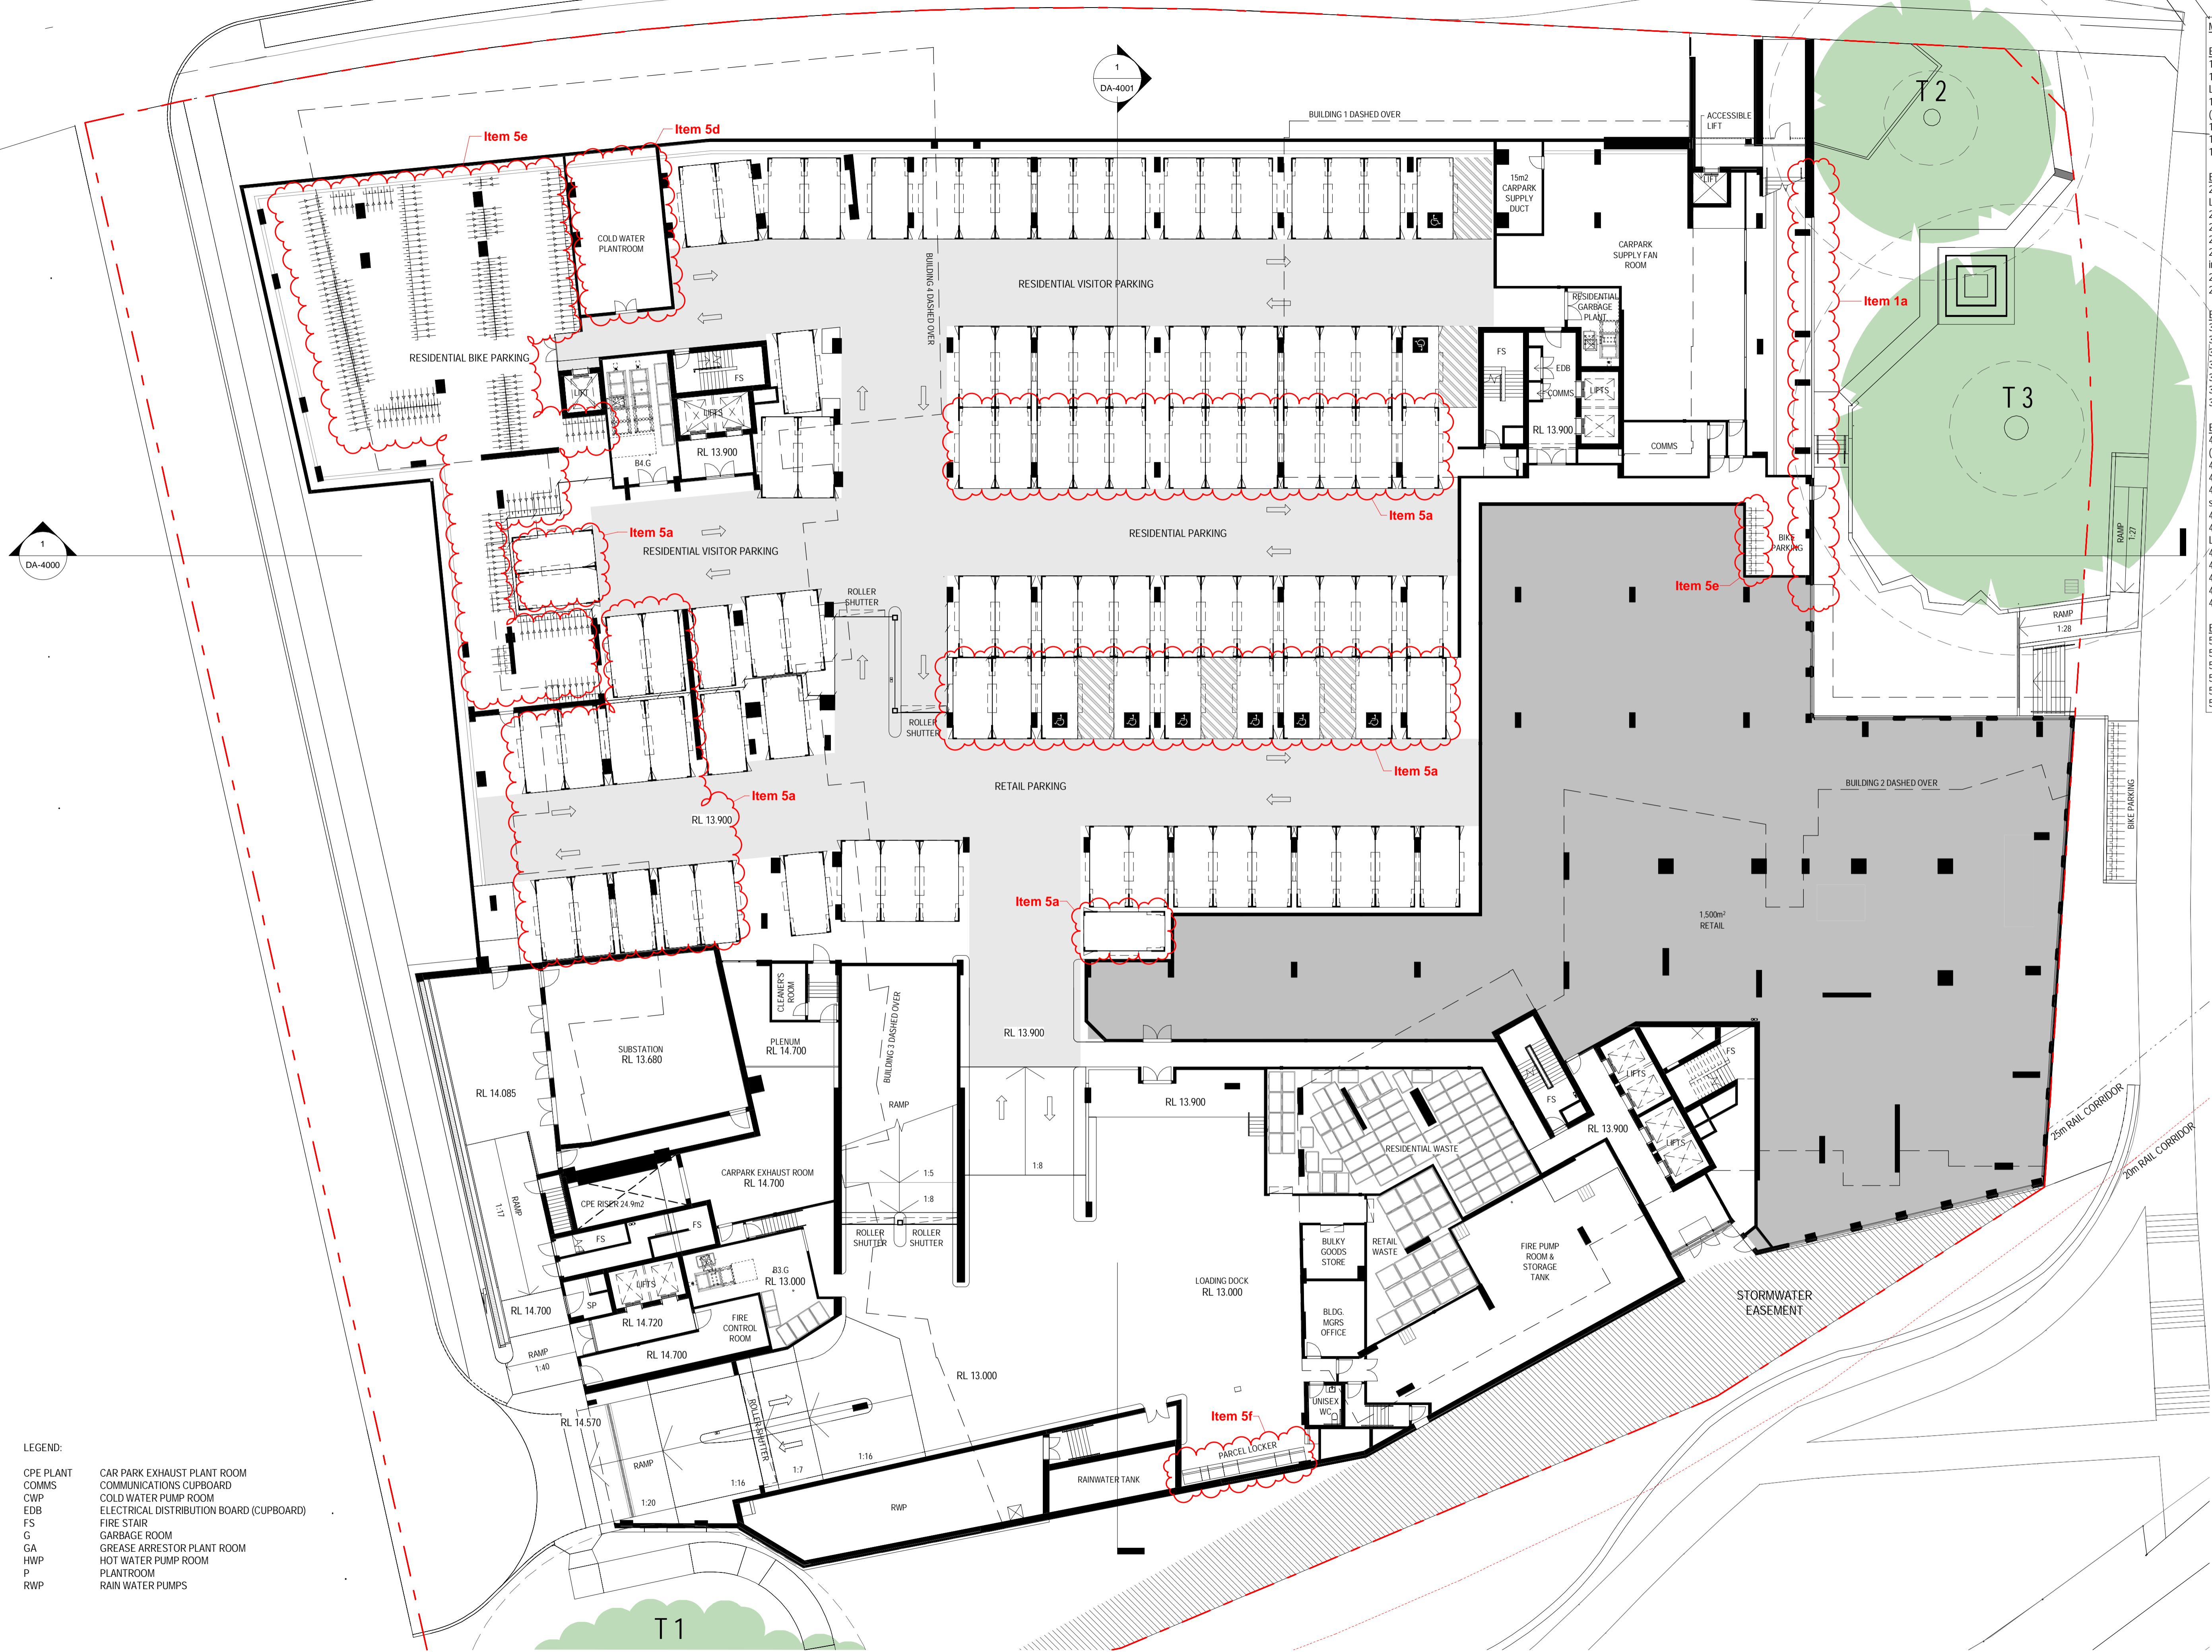 1
DA-4001
T 2
BUILDING 1 DASHED OVER
ACCESSIBLE
LIFT
Item 5e
Item 5d
15m2
CARPARK
SUPPLY
DUCT
LIFT
COLD WATER
PLANTROOM
CARPARK
SUPPLY FAN
ROOM
BUILDING 4 DASHED OVER
RESIDENTIAL VISITOR PARKING
Item 1a
RESIDENTIAL
GARBAGE
PLANT
RESIDENTIAL BIKE PARKING
FS
FS
EDB
LIFT
COMMS
LIFTS
T 3
LIFTS
RL 13.900
RL 13.900
COMMS
B4.G
Item 5a
Item 5a
RESIDENTIAL PARKING
RESIDENTIAL VISITOR PARKING
BIKE
PARKING
RAMP
1:27
1
DA-4000
Item 5e
ROLLER
SHUTTER
RAMP
1:28
ROLLER
SHUTTER
Item 5a
RETAIL PARKING
BUILDING 2 DASHED OVER
BIKE PARKING
Item 5a
RL 13.900
Item 5a
1,500m²
RETAIL
CLEANER'S
ROOM
BUILDING 3 DASHED OVER
RL 13.900
SUBSTATION
RL 13.680
PLENUM
RL 14.700
FS
LIFTS
RL 14.085
RAMP
RL 13.900
FS
RL 13.900
25m RAIL CORRIDOR
LIFTS
20m RAIL CORRIDOR
RESIDENTIAL WASTE
1:8
CARPARK EXHAUST ROOM
RL 14.700
1:5
1:8
RAMP
1:17
CPE RISER 24.9m2
FS
FS
ROLLER
SHUTTER
ROLLER
SHUTTER
BULKY
GOODS
STORE
RETAIL
WASTE
FIRE PUMP
ROOM &
STORAGE
TANK
B3.G
RL 13.000
LIFTS
LOADING DOCK
RL 13.000
STORMWATER
EASEMENT
SP
RL 14.700
RL 14.720
FIRE
CONTROL
ROOM
BLDG.
MGRS
OFFICE
RAMP
1:40
RL 14.700
RL 13.000
UNISEX
WC
RL 14.570
ROLLER SHUTTER
Item 5f
PARCEL LOCKER
RAMP
1:16
1:7
1:16
1:20
RAINWATER TANK
RWP
LEGEND:
CPE PLANT CAR PARK EXHAUST PLANT ROOM
COMMS COMMUNICATIONS CUPBOARD
CWP COLD WATER PUMP ROOM
EDB ELECTRICAL DISTRIBUTION BOARD (CUPBOARD)
FS FIRE STAIR
G GARBAGE ROOM
GA GREASE ARRESTOR PLANT ROOM
HWP HOT WATER PUMP ROOM
P PLANTROOM
RWP RAIN WATER PUMPS
T 1